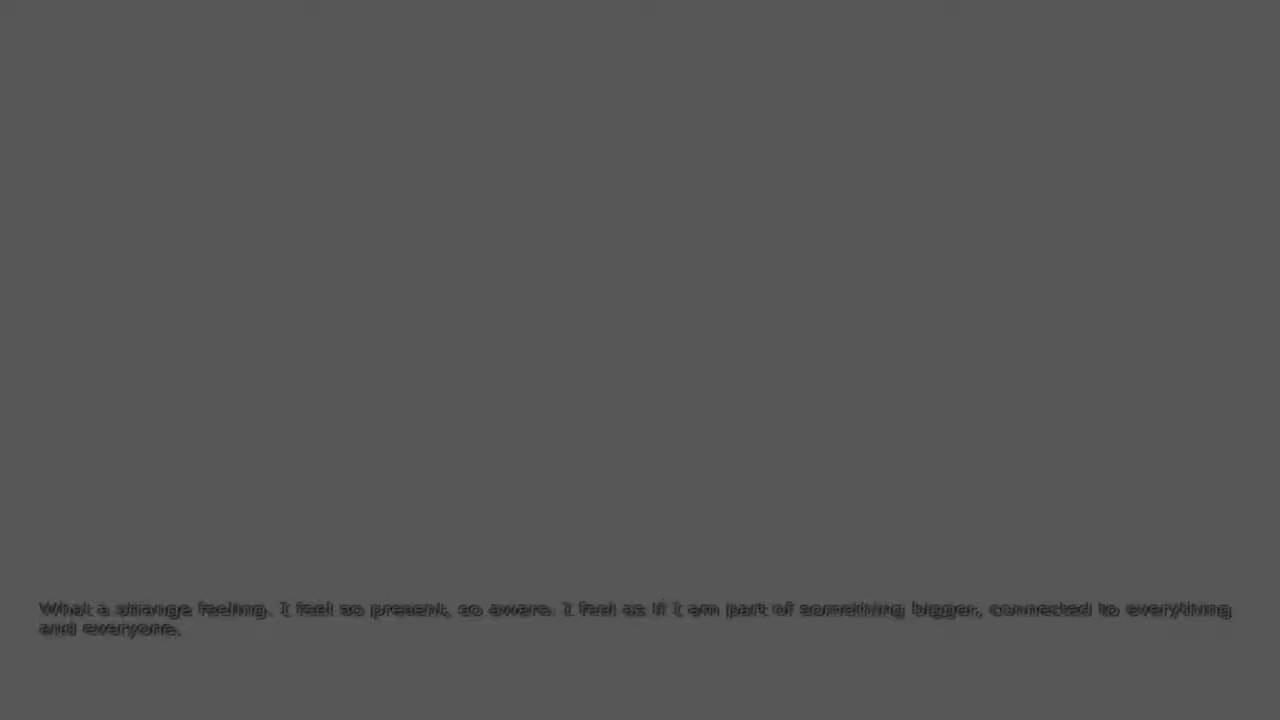 What a strange feeling. I feel so present, so aware. I feel as if I am part of something bigger, connected to everything
and everyone.